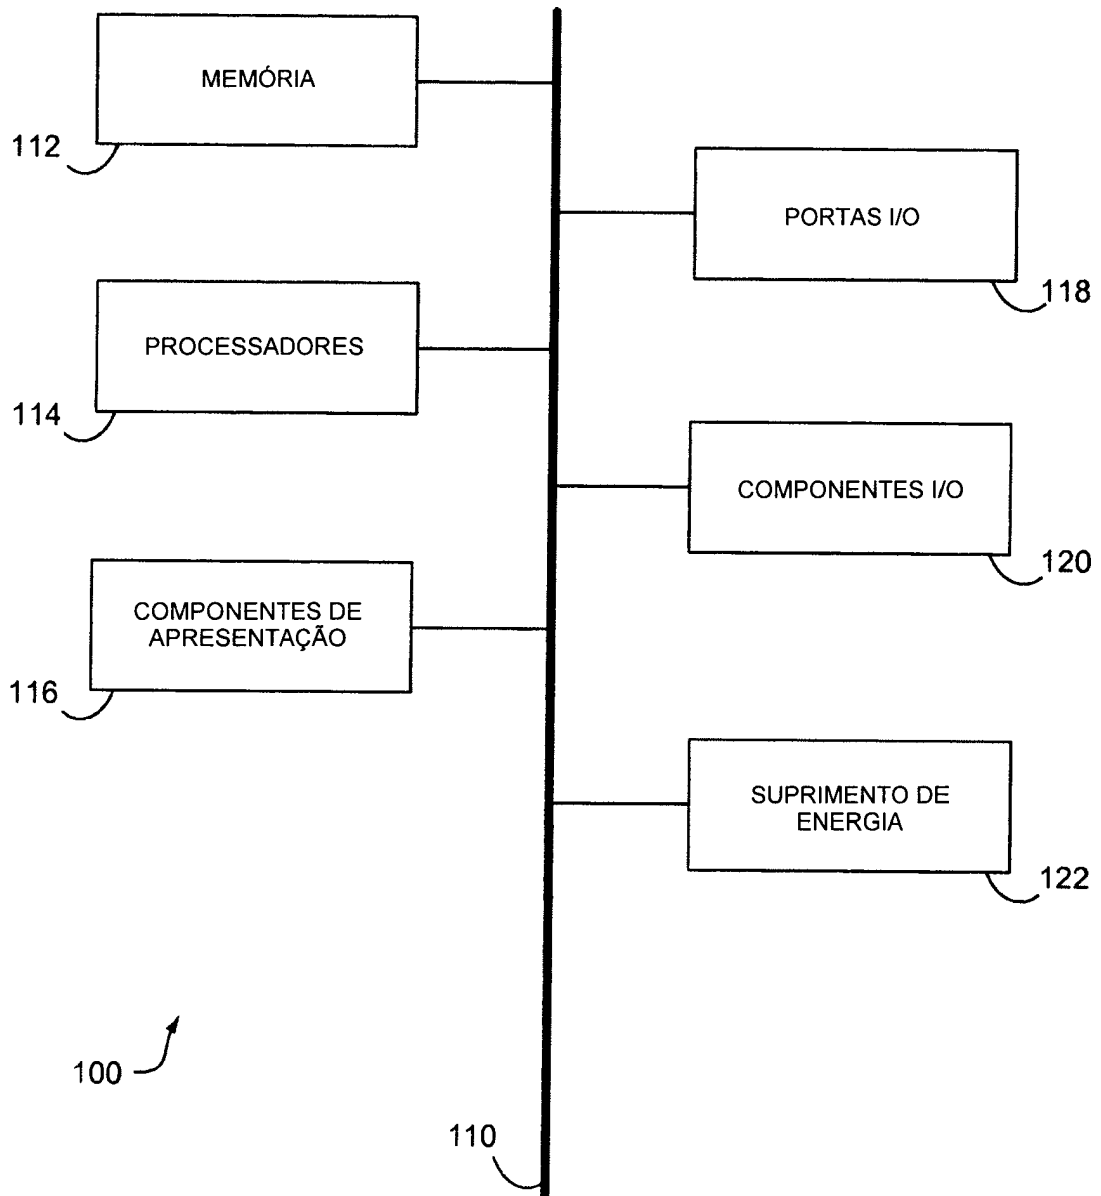 MEMÓRIA
112
PORTAS I/O
118
PROCESSADORES
114
COMPONENTES I/O
120
COMPONENTES DE
APRESENTAÇÃO
116
SUPRIMENTO DE
ENERGIA
122
100
110